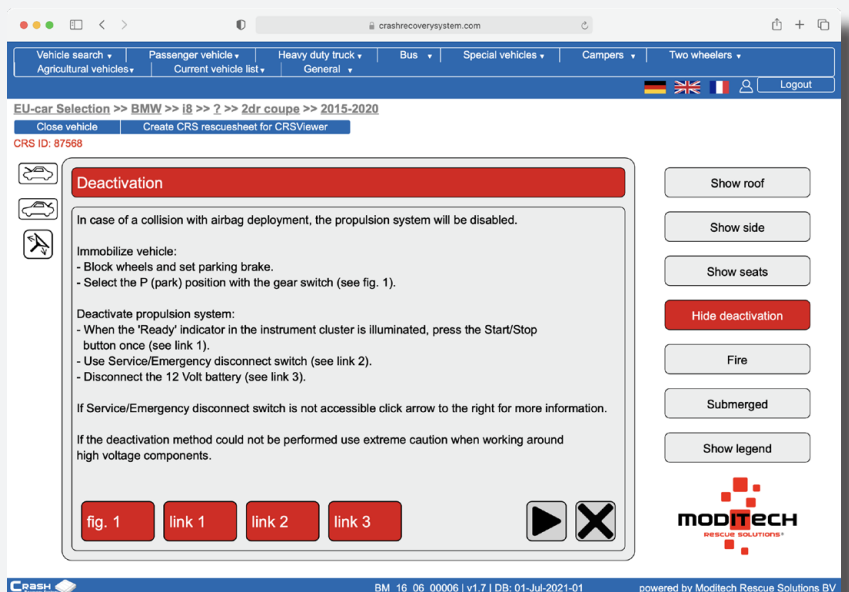 crashrecoverysystem.com
Vehicle search Passenger vehicle Heavy duty truck Bus Special vehicles Campers Two wheelers
Agricultural vehicles Current vehicle list General
Logout
EU-car Selection >> BMW >> i8 >> ? >> 2dr coupe >> 2015-2020
Close vehicle Create CRS rescuesheet for CRSViewer
CRS ID: 87568
Deactivation
In case of a collision with airbag deployment, the propulsion system will be disabled.
Immobilize vehicle:
- Block wheels and set parking brake.
- Select the P (park) position with the gear switch (see fig. 1).
Deactivate propulsion system:
- When the 'Ready' indicator in the instrument cluster is illuminated, press the Start/Stop
button once (see link 1).
- Use Service/Emergency disconnect switch (see link 2).
- Disconnect the 12 Volt battery (see link 3).
If Service/Emergency disconnect switch is not accessible click arrow to the right for more information.
If the deactivation method could not be performed use extreme caution when working around
high voltage components.
fig. 1 link 1 link 2 link 3
Show roof
Show side
Show seats
Hide deactivation
Fire
Submerged
Show legend
MODITECH
RESCUE SOLUTIONS
CRASH
BM_16_06_00006 | v1.7 | DB: 01-Jul-2021-01
powered by Moditech Rescue Solutions BV